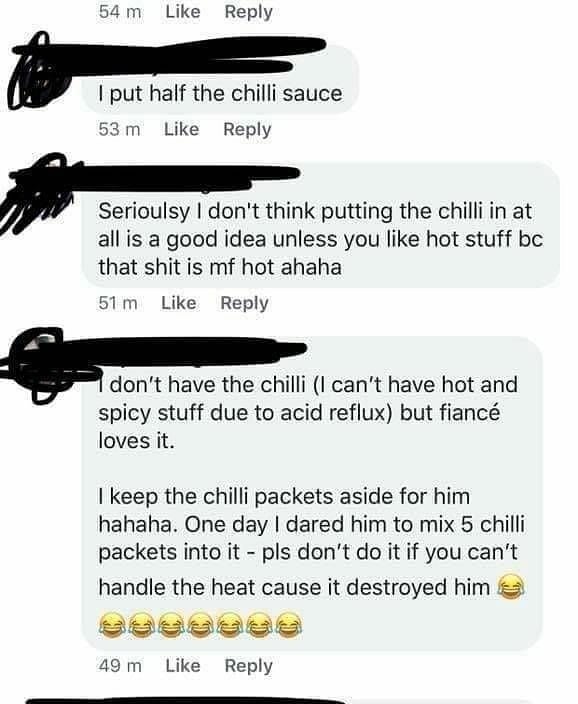 54 m Like Reply
I put half the chilli sauce
53 m Like Reply
Serioulsy I don't think putting the chilli in at
all is a good idea unless you like hot stuff bc
that shit is mf hot ahaha
51 m Like Reply
I don't have the chilli (I can't have hot and
spicy stuff due to acid reflux) but fiancé
loves it.
I keep the chilli packets aside for him
hahaha. One day I dared him to mix 5 chilli
packets into it - pls don't do it if you can't
handle the heat cause it destroyed him 😂
😂😂😂😂😂😂😂
49 m Like Reply